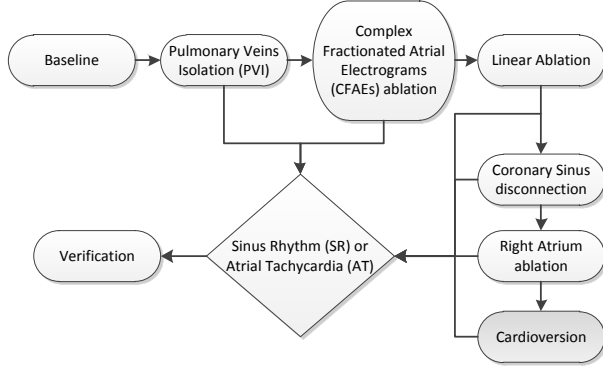 Baseline
Pulmonary Veins
Isolation (PVI)
Complex
Fractionated Atrial
Electrograms
(CFAEs) ablation
Linear Ablation
Coronary Sinus
disconnection
Verification
Sinus Rhythm (SR) or
Atrial Tachycardia (AT)
Right Atrium
ablation
Cardioversion